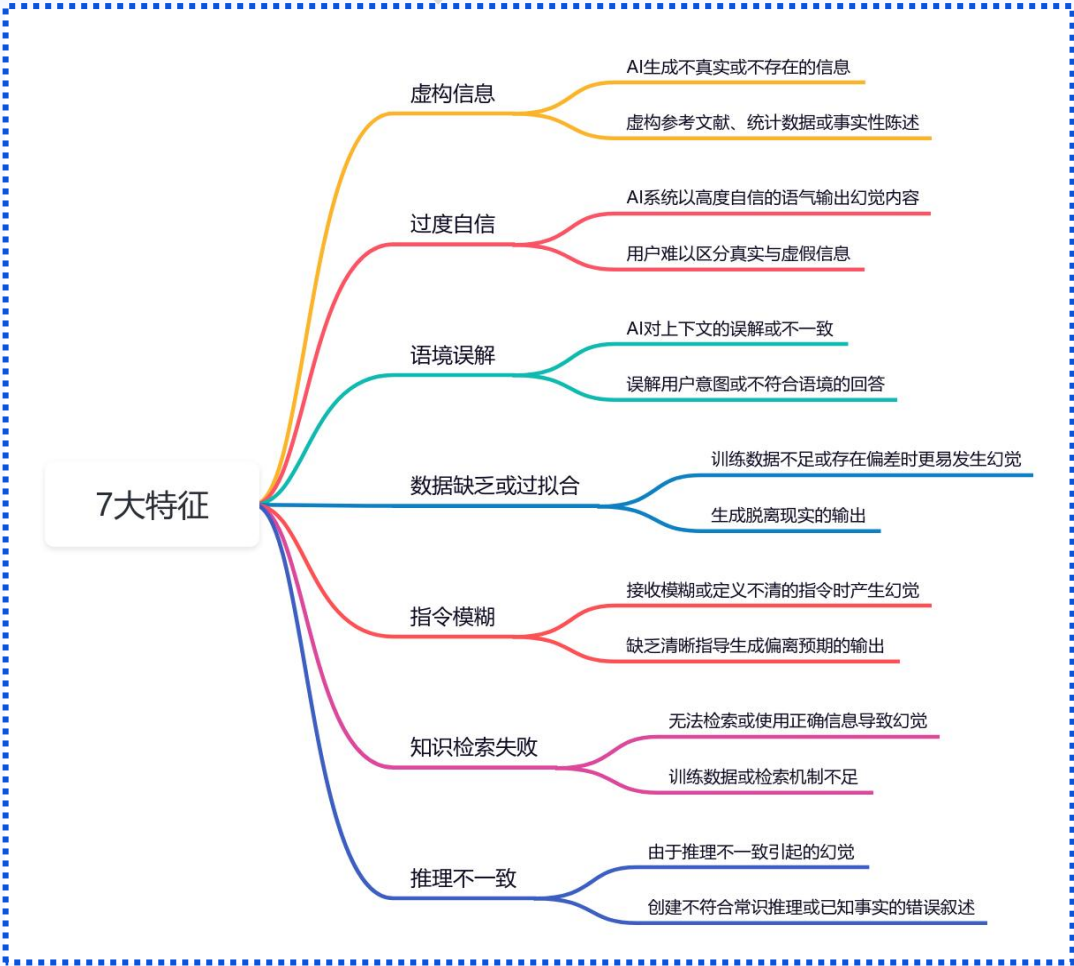 7大特征
虚构信息
AI生成不真实或不存在的信息
虚构参考文献、统计数据或事实性陈述
过度自信
AI系统以高度自信的语气输出幻觉内容
用户难以区分真实与虚假信息
语境误解
AI对上下文的误解或不一致
误解用户意图或不符合语境的回答
数据缺乏或过拟合
训练数据不足或存在偏差时更易发生幻觉
生成脱离现实的输出
指令模糊
接收模糊或定义不清的指令时产生幻觉
缺乏清晰指导生成偏离预期的输出
知识检索失败
无法检索或使用正确信息导致幻觉
训练数据或检索机制不足
推理不一致
由于推理不一致引起的幻觉
创建不符合常识推理或已知事实的错误叙述